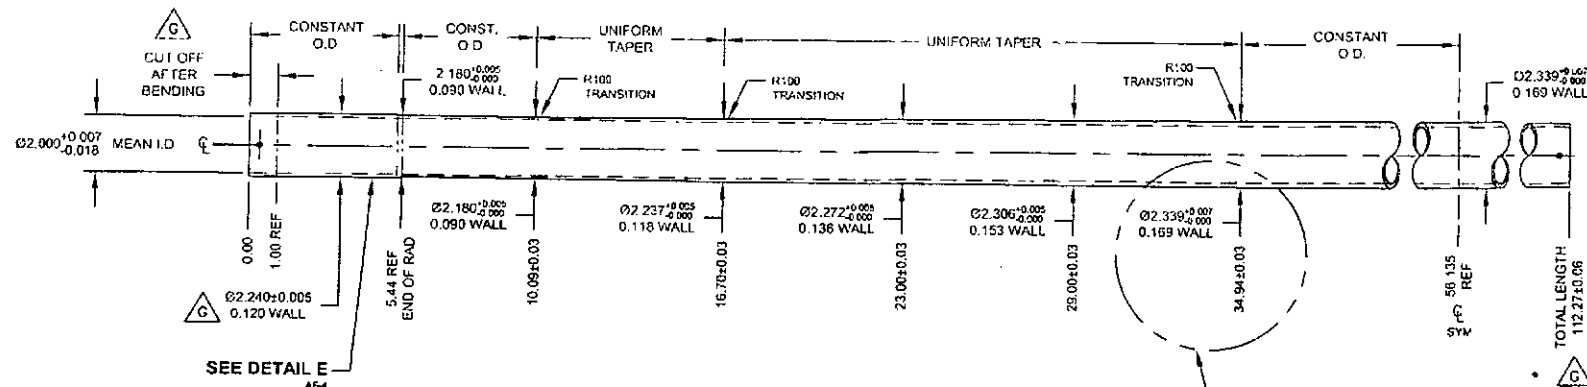 G
CUT OFF
AFTER
BENDING
CONSTANT
O.D
CONST.
O.D
UNIFORM
TAPER
UNIFORM TAPER
CONSTANT
O.D.
2.180+0.005 -0.000
0.090 WALL
R100
TRANSITION
R100
TRANSITION
R100
TRANSITION
Ø2.339 -0.000
0.169 WALL
Ø2.000+0.007 -0.018 MEAN I.D
℄
Ø2.180+0.005 -0.000
0.090 WALL
Ø2.237+0.005 -0.000
0.118 WALL
Ø2.272+0.005 -0.000
0.136 WALL
Ø2.306+0.005 -0.000
0.153 WALL
Ø2.339+0.007 -0.000
0.169 WALL
0.00
1.00 REF
5.44 REF
END OF RAD
10.09±0.03
16.70±0.03
23.00±0.03
29.00±0.03
34.94±0.03
56.135
REF
℄
SYM
TOTAL LENGTH
112.27±0.06
G
G
Ø2.240±0.005
0.120 WALL
SEE DETAIL E